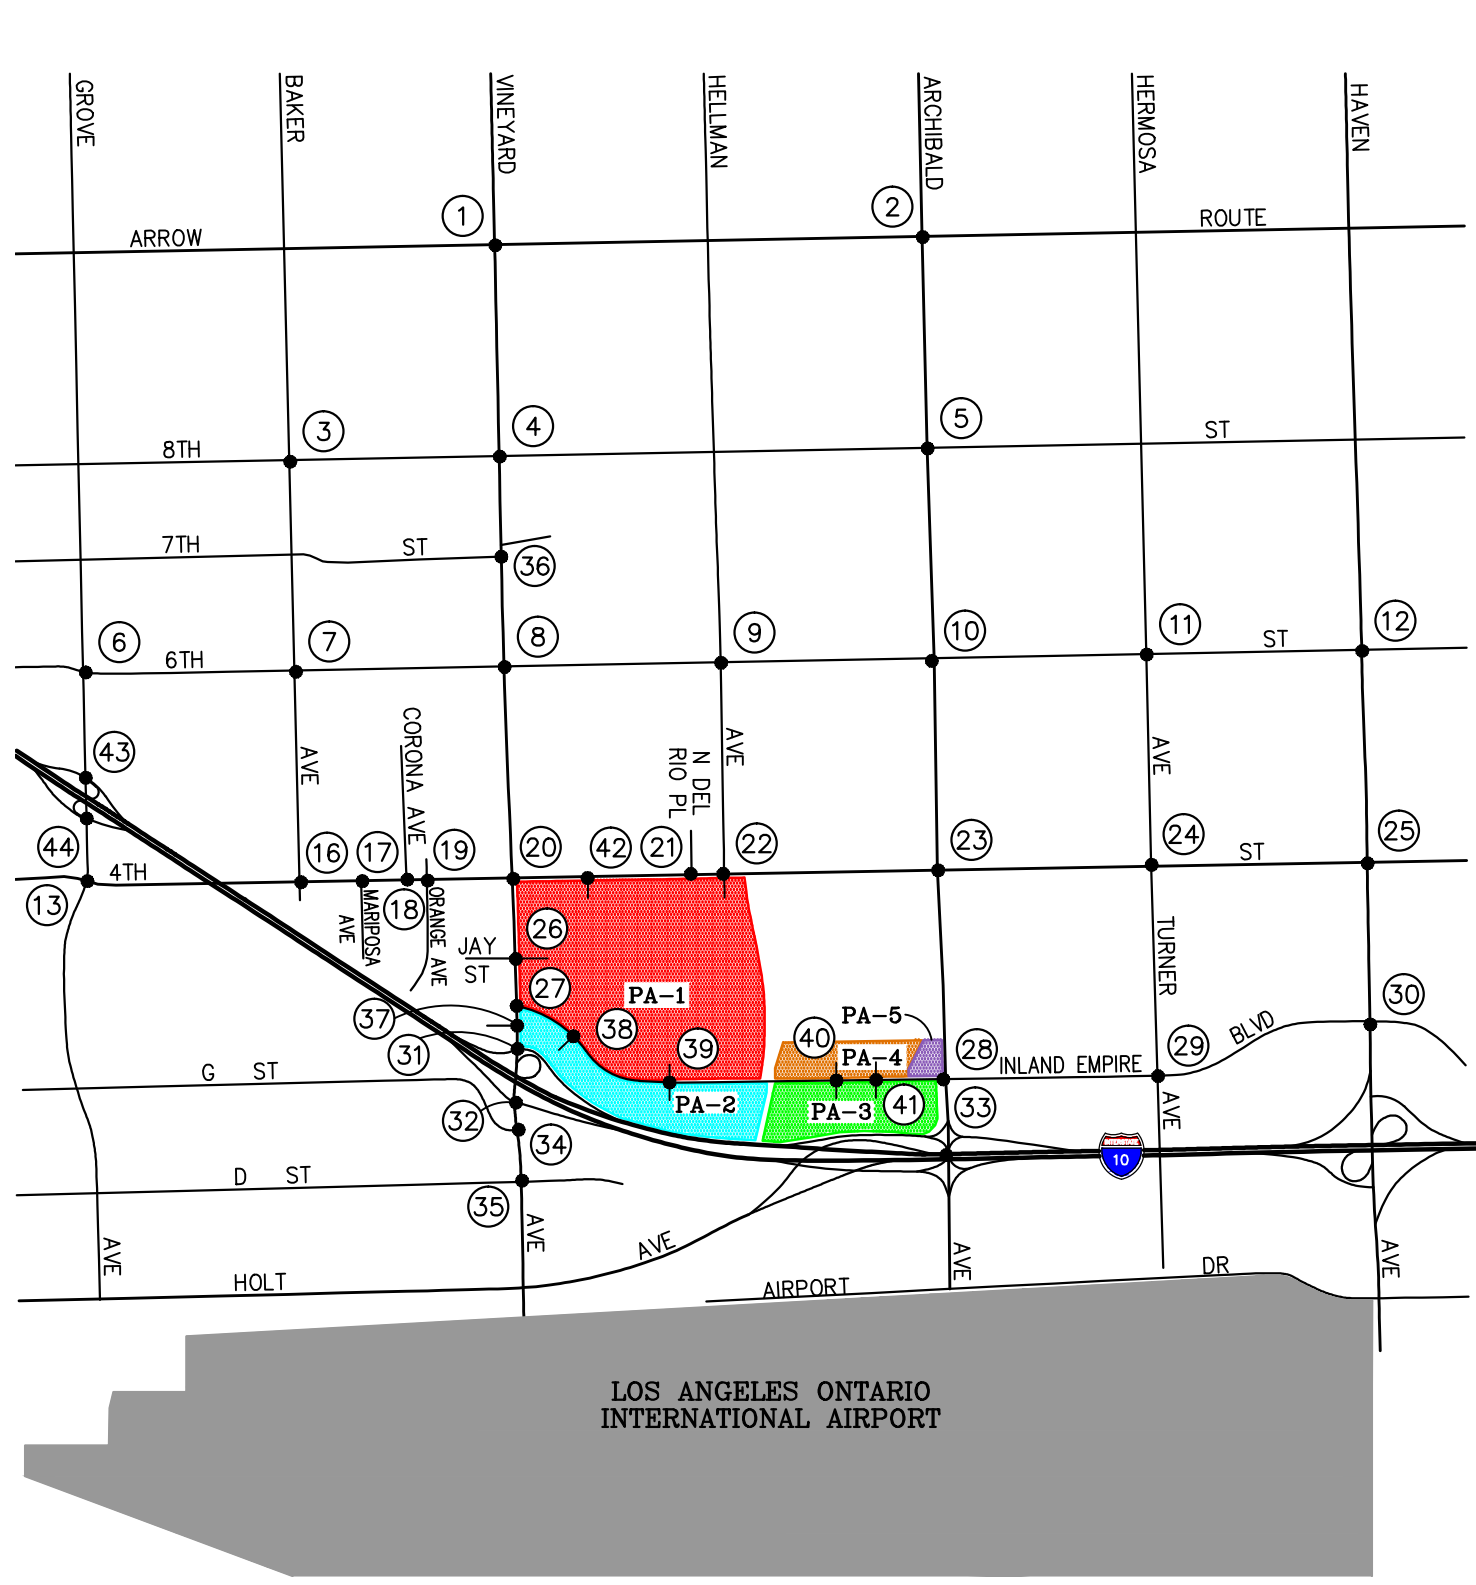 GROVE
BAKER
VINEYARD
HELLMAN
ARCHIBALD
HERMOSA
HAVEN
1
2
ARROW
ROUTE
3
4
5
8TH
ST
7TH
ST
36
6
7
8
9
10
11
12
6TH
ST
43
AVE
CORONA AVE
N DEL
RIO PL
AVE
AVE
44
16
17
19
20
42
21
22
23
24
25
4TH
ST
13
MARIPOSA
AVE
18
ORANGE AVE
26
JAY
ST
TURNER
27
PA-1
30
37
38
40
PA-5
BLVD
31
39
PA-4
28
INLAND EMPIRE
29
G ST
32
PA-2
PA-3
41
33
AVE
34
INTERSTATE
10
D ST
35
AVE
AVE
AVE
AVE
AVE
HOLT
AIRPORT
DR
LOS ANGELES ONTARIO
INTERNATIONAL AIRPORT